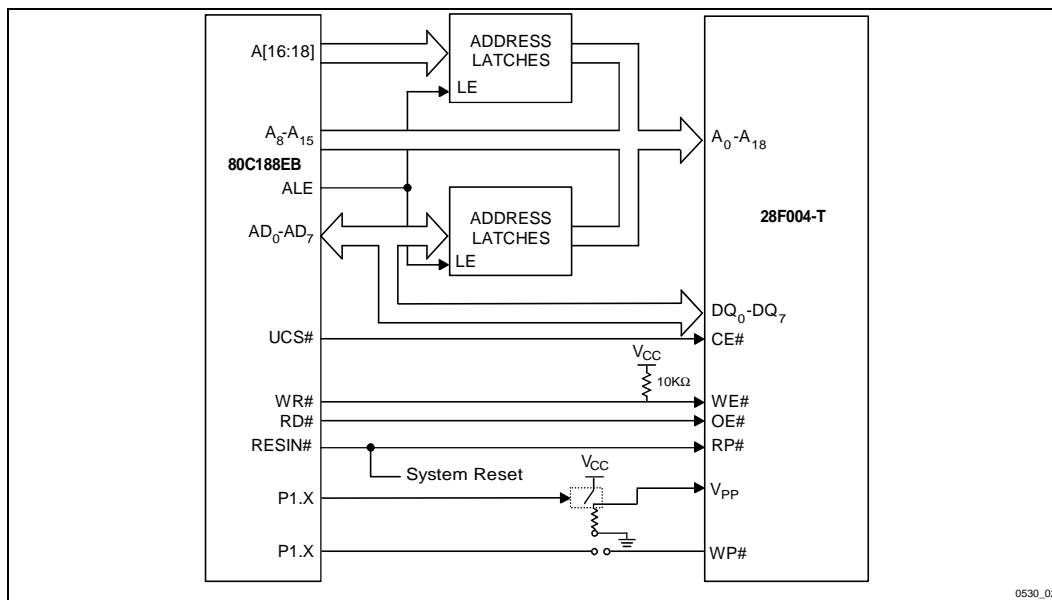 A[16:18]
ADDRESS
LATCHES
LE
A8-A15
80C188EB
ALE
A0-A18
28F004-T
AD0-AD7
ADDRESS
LATCHES
LE
DQ0-DQ7
UCS#
CE#
VCC
10KΩ
WR#
WE#
RD#
OE#
RESIN#
RP#
System Reset
VCC
P1.X
VPP
P1.X
WP#